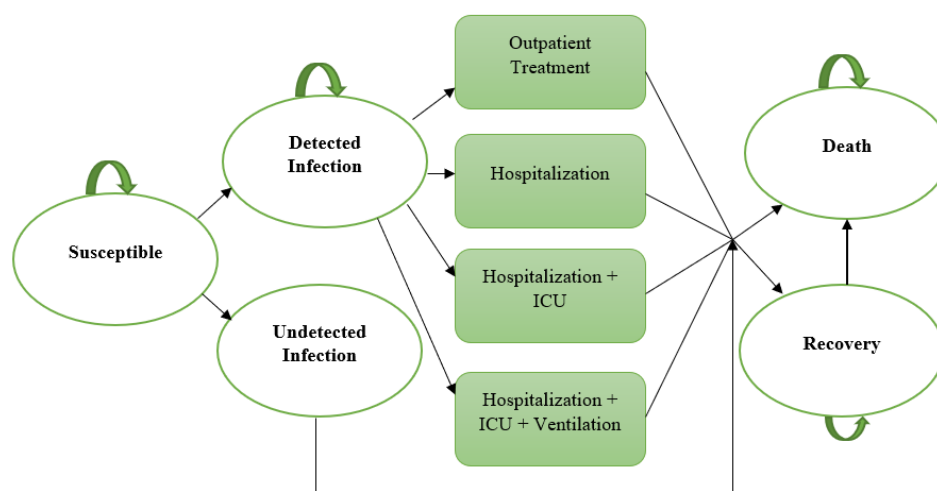 Outpatient
Treatment
Detected
Infection
Death
Hospitalization
Susceptible
Hospitalization +
ICU
Undetected
Infection
Recovery
Hospitalization +
ICU + Ventilation